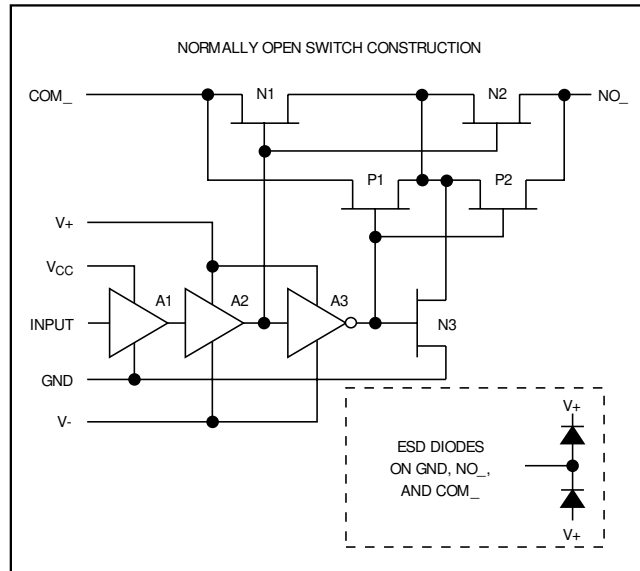 NORMALLY OPEN SWITCH CONSTRUCTION
COM_
N1
N2
NO_
P1
P2
V+
VCC
A1
A2
A3
INPUT
N3
GND
V-
V+
ESD DIODES
ON GND, NO_,
AND COM_
V+